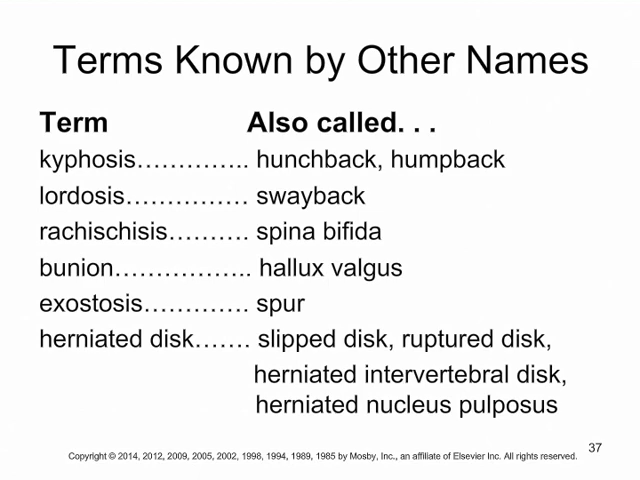 Terms Known by Other Names
Term Also called. . .
kyphosis………….. hunchback, humpback
lordosis…………… swayback
rachischisis………. spina bifida
bunion…………….. hallux valgus
exostosis…………. spur
herniated disk……. slipped disk, ruptured disk,
herniated intervertebral disk,
herniated nucleus pulposus
37
Copyright © 2014, 2012, 2009, 2005, 2002, 1998, 1994, 1989, 1985 by Mosby, Inc., an affiliate of Elsevier Inc. All rights reserved.